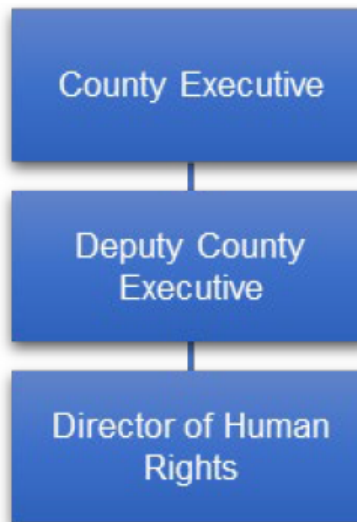 County Executive
Deputy County
Executive
Director of Human
Rights